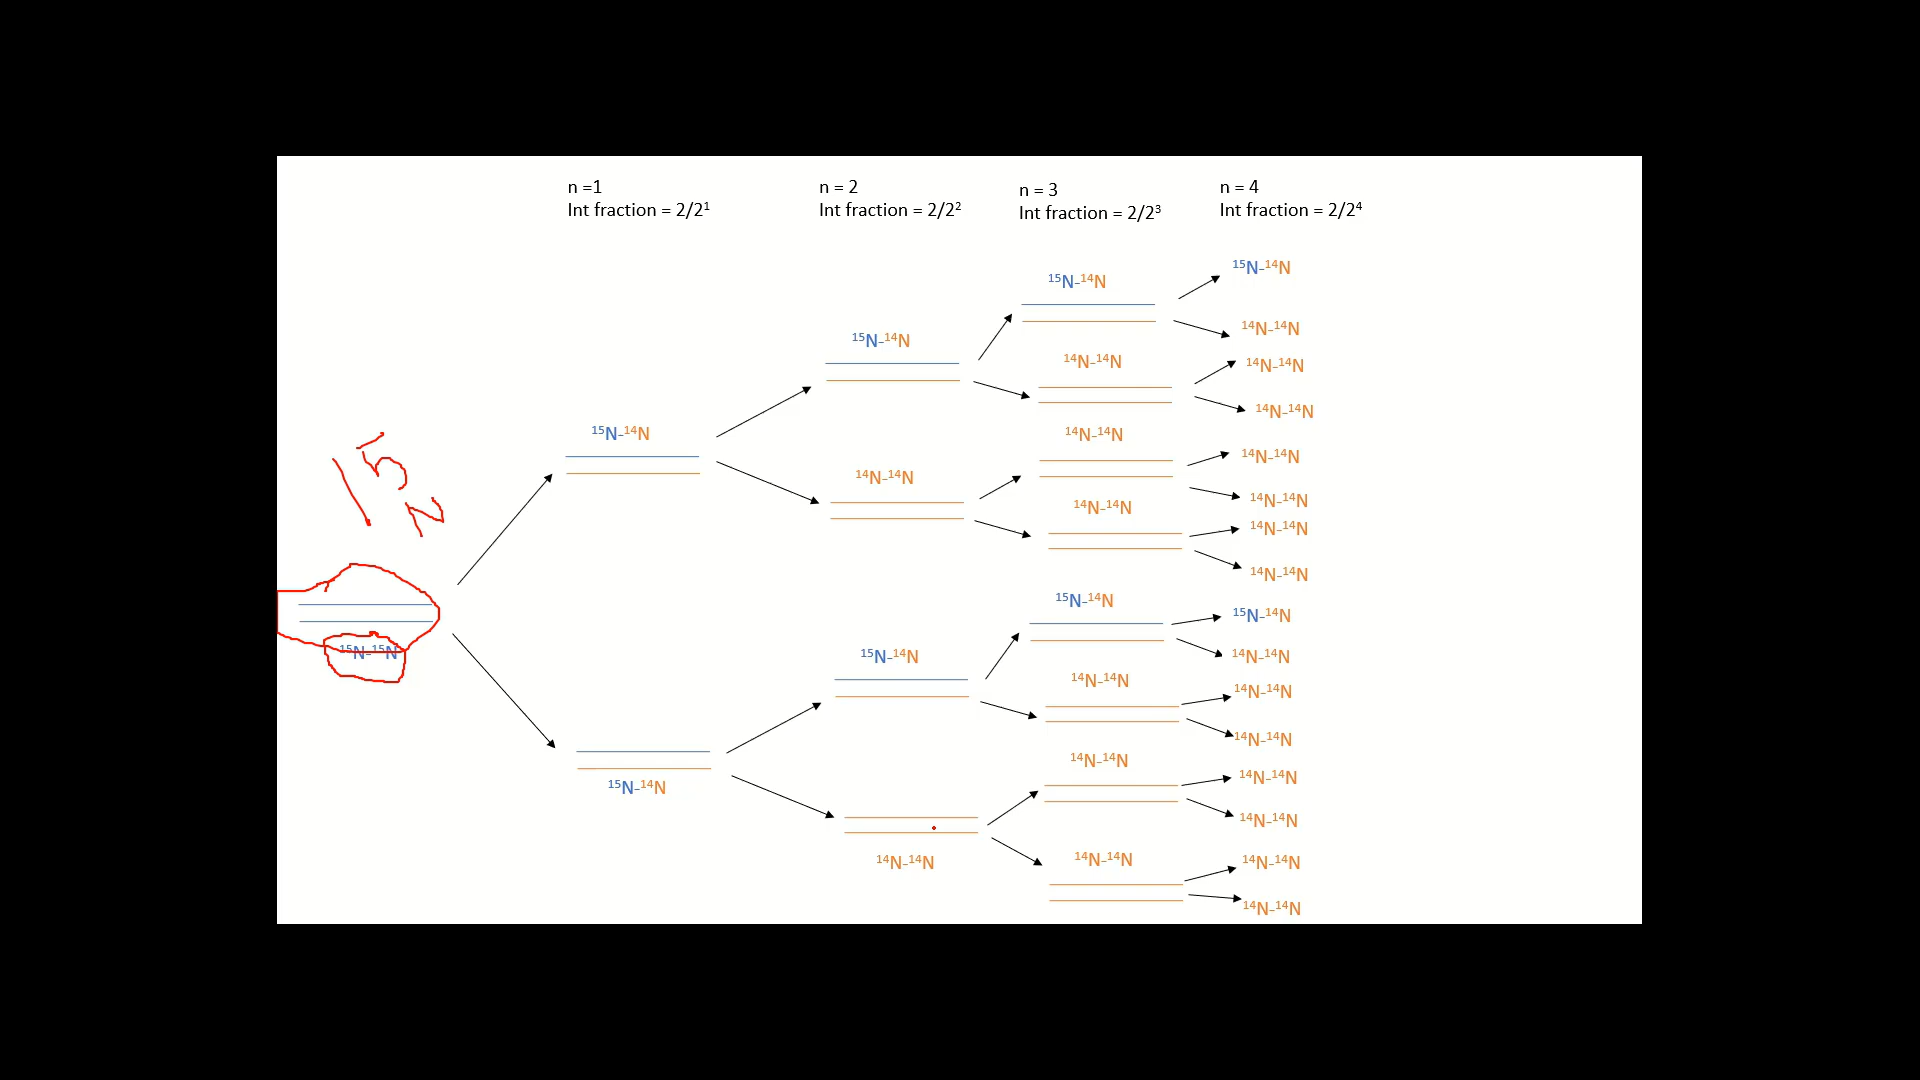 n =1
Int fraction = 2/2¹
n = 2
Int fraction = 2/2²
n = 3
Int fraction = 2/2³
n = 4
Int fraction = 2/2⁴
15N
¹⁵N-¹⁵N
¹⁵N-¹⁴N
¹⁵N-¹⁴N
¹⁵N-¹⁴N
¹⁴N-¹⁴N
¹⁵N-¹⁴N
¹⁴N-¹⁴N
¹⁵N-¹⁴N
¹⁴N-¹⁴N
¹⁴N-¹⁴N
¹⁴N-¹⁴N
¹⁵N-¹⁴N
¹⁴N-¹⁴N
¹⁴N-¹⁴N
¹⁴N-¹⁴N
¹⁵N-¹⁴N
¹⁴N-¹⁴N
¹⁴N-¹⁴N
¹⁴N-¹⁴N
¹⁴N-¹⁴N
¹⁴N-¹⁴N
¹⁴N-¹⁴N
¹⁴N-¹⁴N
¹⁵N-¹⁴N
¹⁴N-¹⁴N
¹⁴N-¹⁴N
¹⁴N-¹⁴N
¹⁴N-¹⁴N
¹⁴N-¹⁴N
¹⁴N-¹⁴N
¹⁴N-¹⁴N